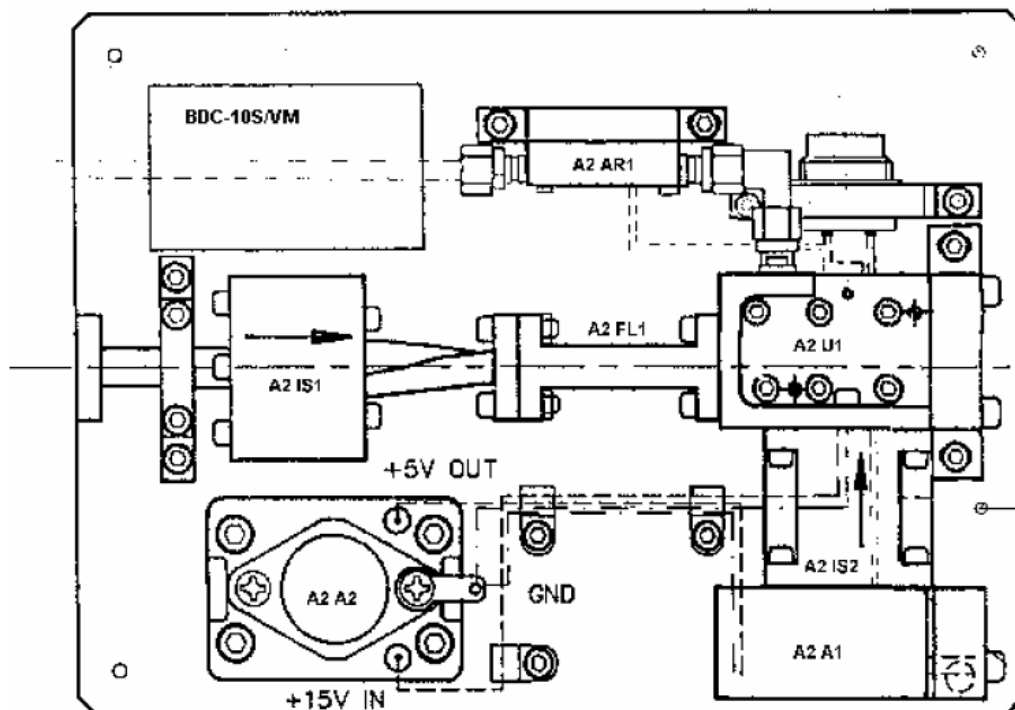 BDC-10S/VM
A2 AR1
A2 FL1
A2 U1
A2 IS1
+5V OUT
A2 IS2
A2 A2
GND
A2 A1
+15V IN